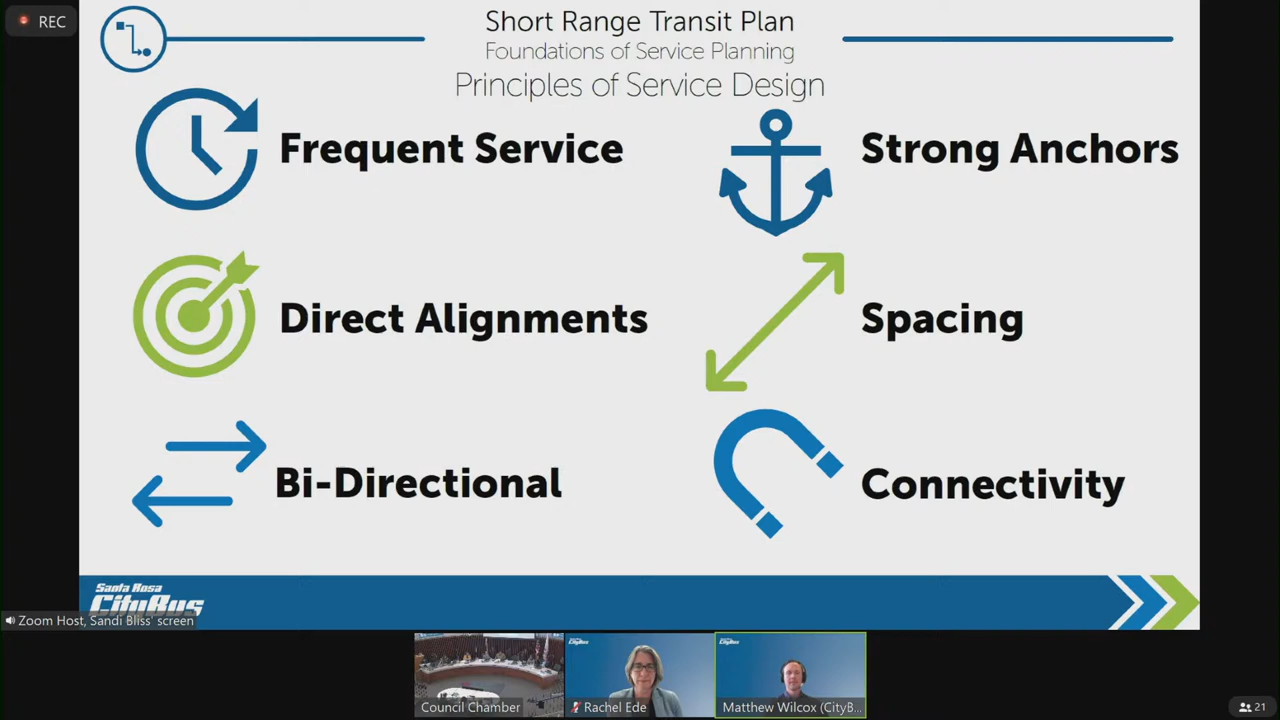 REC
Short Range Transit Plan
Foundations of Service Planning
Principles of Service Design
Frequent Service
Strong Anchors
Direct Alignments
Spacing
Bi-Directional
Connectivity
Santa Rosa
CityBus
Zoom Host, Sandi Bliss' screen
CityBus
CityBus
Council Chamber
Rachel Ede
Matthew Wilcox (CityB...
21